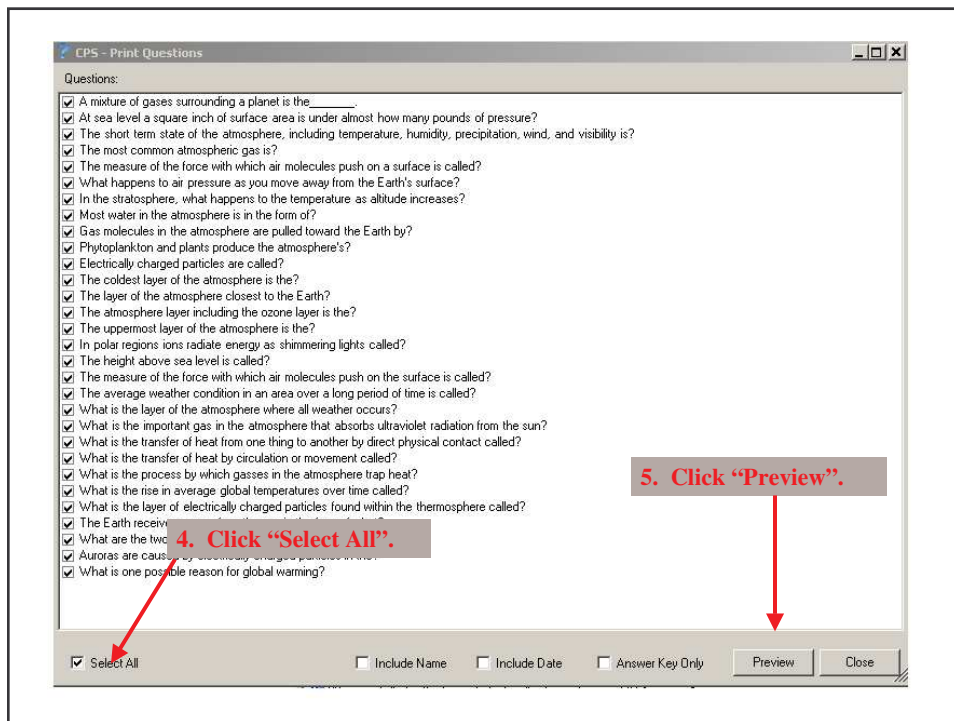 CPS - Print Questions
Questions:
A mixture of gases surrounding a planet is the_______.
At sea level a square inch of surface area is under almost how many pounds of pressure?
The short term state of the atmosphere, including temperature, humidity, precipitation, wind, and visibility is?
The most common atmospheric gas is?
The measure of the force with which air molecules push on a surface is called?
What happens to air pressure as you move away from the Earth's surface?
In the stratosphere, what happens to the temperature as altitude increases?
Most water in the atmosphere is in the form of?
Gas molecules in the atmosphere are pulled toward the Earth by?
Phytoplankton and plants produce the atmosphere's?
Electrically charged particles are called?
The coldest layer of the atmosphere is the?
The layer of the atmosphere closest to the Earth?
The atmosphere layer including the ozone layer is the?
The uppermost layer of the atmosphere is the?
In polar regions ions radiate energy as shimmering lights called?
The height above sea level is called?
The measure of the force with which air molecules push on the surface is called?
The average weather condition in an area over a long period of time is called?
What is the layer of the atmosphere where all weather occurs?
What is the important gas in the atmosphere that absorbs ultraviolet radiation from the sun?
What is the transfer of heat from one thing to another by direct physical contact called?
What is the transfer of heat by circulation or movement called?
What is the process by which gasses in the atmosphere trap heat?
What is the rise in average global temperatures over time called?
What is the layer of electrically charged particles found within the thermosphere called?
The Earth receive
What are the two
Auroras are caused by electrically charged particles in the?
What is one possible reason for global warming?
5. Click “Preview”.
4. Click “Select All”.
Select All
Include Name
Include Date
Answer Key Only
Preview
Close